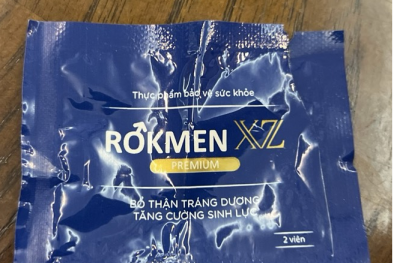 Thực phẩm bảo vệ sức khỏe
ROKMEN XZ
PREMIUM
BỔ THẬN TRÁNG DƯƠNG
TĂNG CƯỜNG SINH LỰC
2 viên